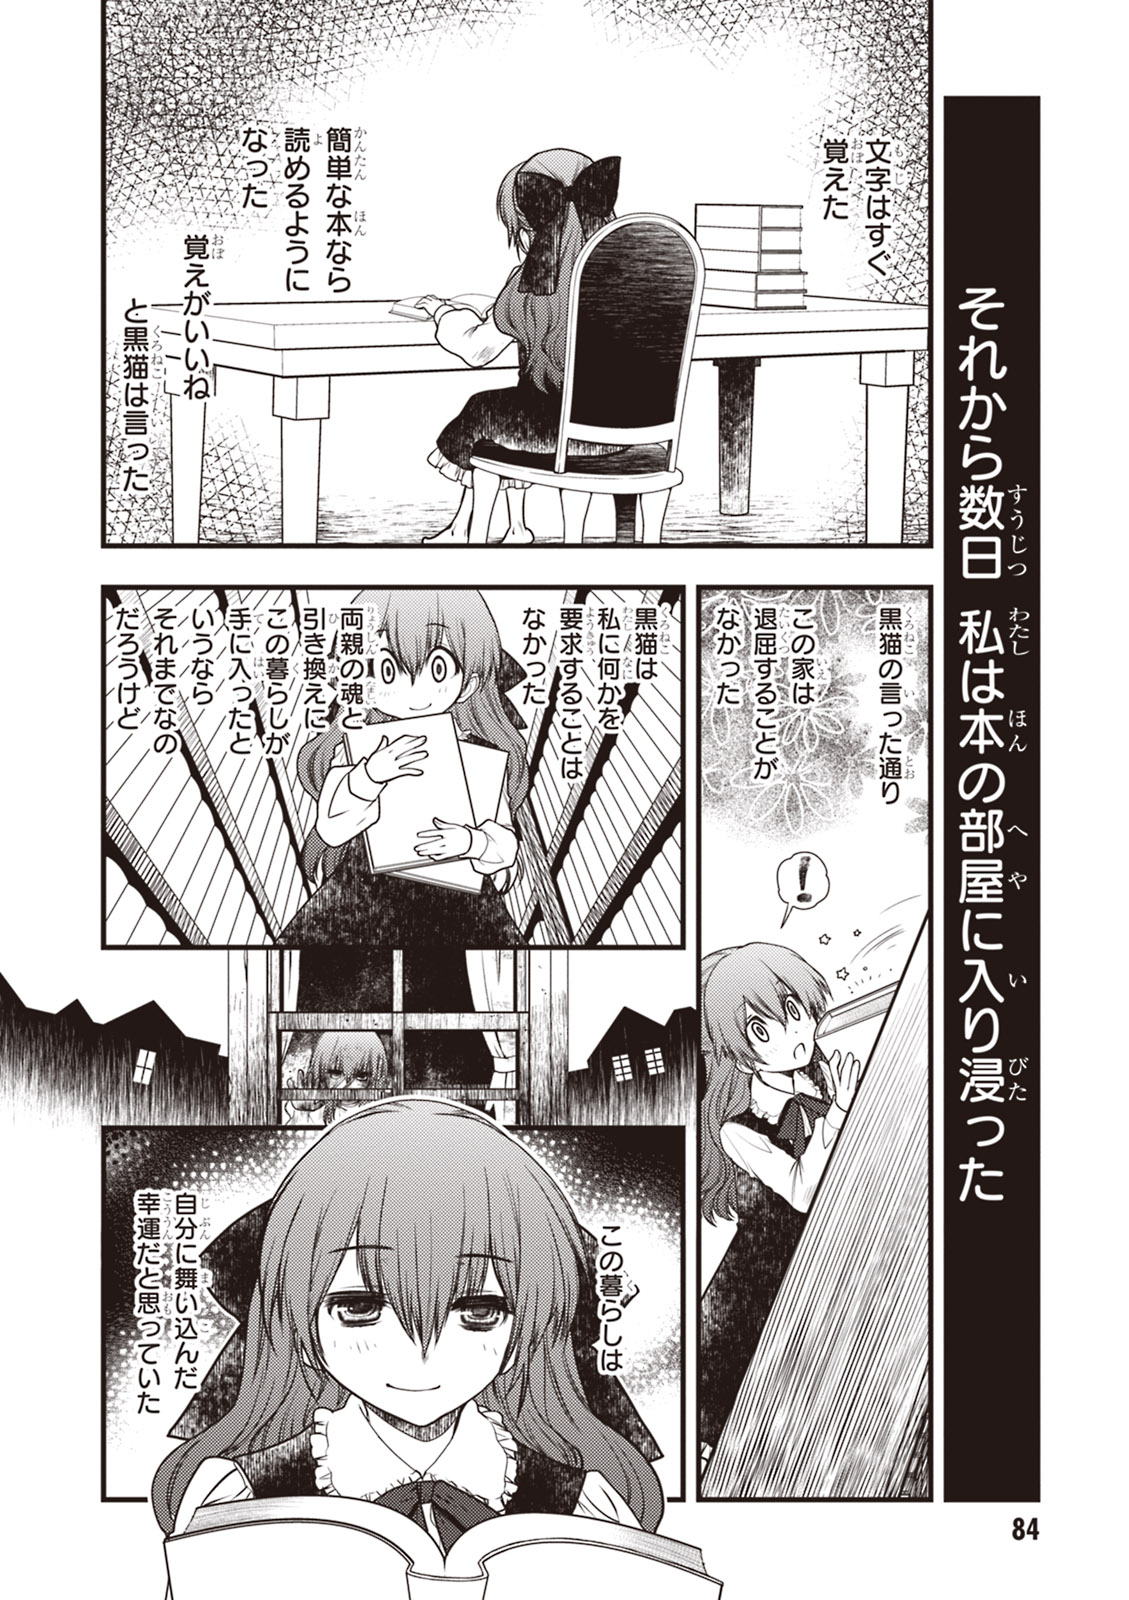 それから数日 私は本の部屋に入り浸った
文字はすぐ
覚えた
簡単な本なら
読めるように
なった
覚えがいいね
と黒猫は言った
黒猫の言った通り
この家は
退屈することが
なかった
！
黒猫は
私に何かを
要求することは
なかった
両親の魂と
引き換えに
この暮らしが
手に入ったと
いうなら
それまでなの
だろうけど
この暮らしは
自分に舞い込んだ
幸運だと思っていた
84